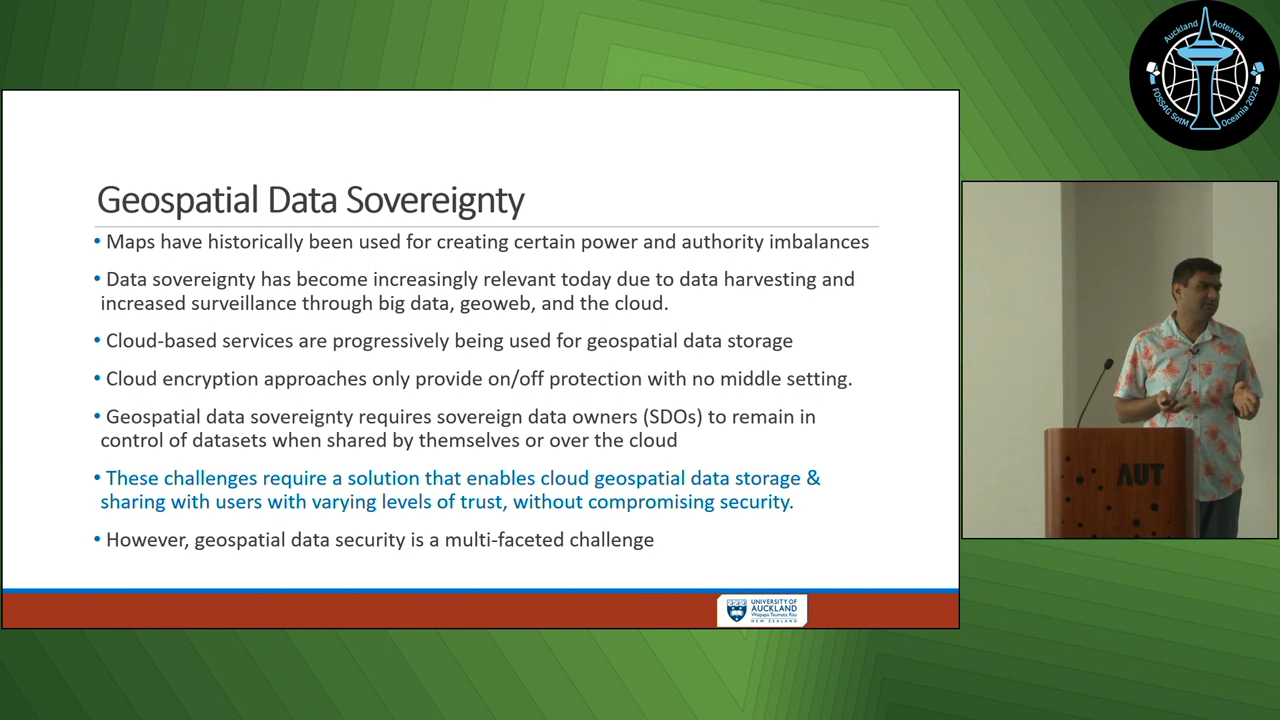 Geospatial Data Sovereignty
• Maps have historically been used for creating certain power and authority imbalances
• Data sovereignty has become increasingly relevant today due to data harvesting and
increased surveillance through big data, geoweb, and the cloud.
• Cloud-based services are progressively being used for geospatial data storage
• Cloud encryption approaches only provide on/off protection with no middle setting.
• Geospatial data sovereignty requires sovereign data owners (SDOs) to remain in
control of datasets when shared by themselves or over the cloud
• These challenges require a solution that enables cloud geospatial data storage &
sharing with users with varying levels of trust, without compromising security.
• However, geospatial data security is a multi-faceted challenge
UNIVERSITY OF
AUCKLAND
Waipapa Taumata Rau
NEW ZEALAND
Auckland Aotearoa
FOSS4G SotM Oceania 2023
AUT